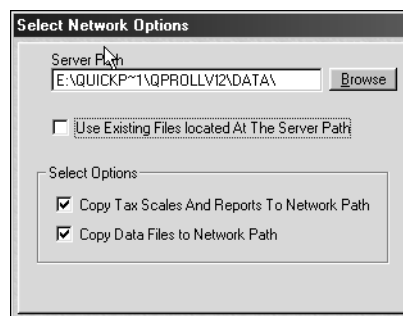 Select Network Options
Server Path
E:\QUICKP~1\QPROLLV12\DATA\
Browse
Use Existing Files located At The Server Path
Select Options
Copy Tax Scales And Reports To Network Path
Copy Data Files to Network Path